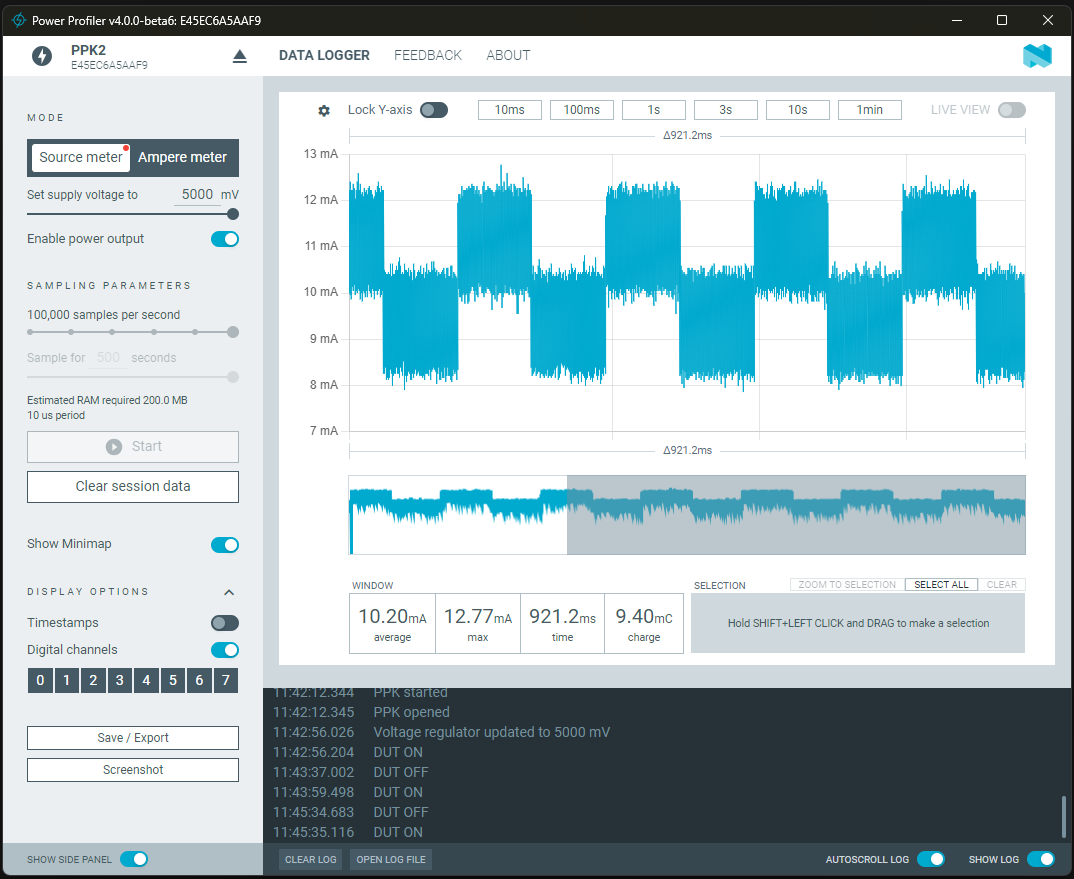 Power Profiler v4.0.0-beta6: E45EC6A5AAF9
PPK2
E45EC6A5AAF9
DATA LOGGER FEEDBACK ABOUT
MODE
Source meter Ampere meter
Set supply voltage to 5000 mV
Enable power output
SAMPLING PARAMETERS
100,000 samples per second
Sample for 500 seconds
Estimated RAM required 200.0 MB
10 us period
Start
Clear session data
Show Minimap
DISPLAY OPTIONS
Timestamps
Digital channels
0 1 2 3 4 5 6 7
Save / Export
Screenshot
SHOW SIDE PANEL
Lock Y-axis 10ms 100ms 1s 3s 10s 1min LIVE VIEW
Δ921.2ms
13 mA
12 mA
11 mA
10 mA
9 mA
8 mA
7 mA
Δ921.2ms
WINDOW
10.20mA 12.77mA 921.2ms 9.40mC
average max time charge
SELECTION ZOOM TO SELECTION SELECT ALL CLEAR
Hold SHIFT+LEFT CLICK and DRAG to make a selection
11:42:12.344 PPK started
11:42:12.345 PPK opened
11:42:56.026 Voltage regulator updated to 5000 mV
11:42:56.204 DUT ON
11:43:37.002 DUT OFF
11:43:59.498 DUT ON
11:45:34.683 DUT OFF
11:45:35.116 DUT ON
CLEAR LOG OPEN LOG FILE AUTOSCROLL LOG SHOW LOG